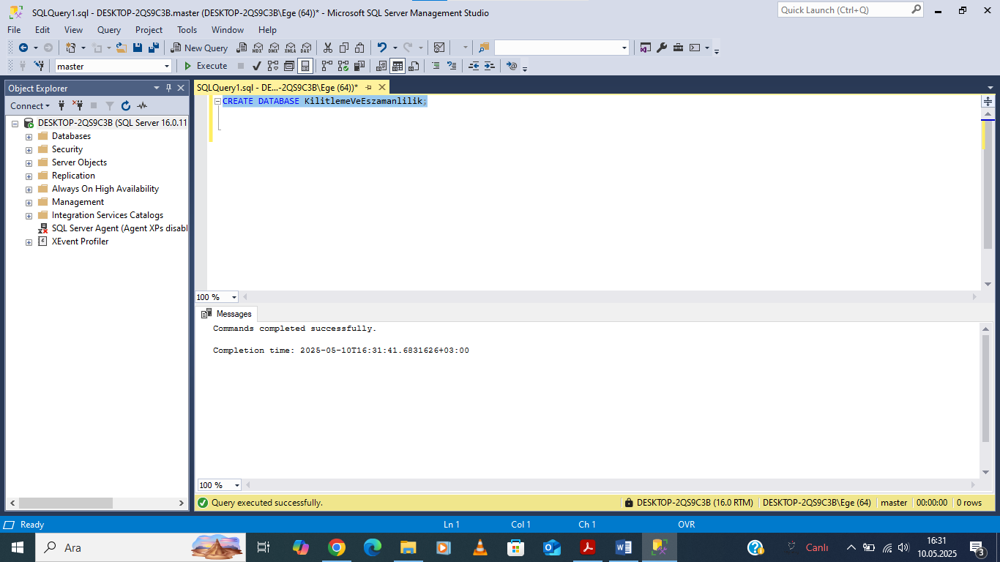 SQLQuery1.sql - DESKTOP-2QS9C3B.master (DESKTOP-2QS9C3B\Ege (64))* - Microsoft SQL Server Management Studio
Quick Launch (Ctrl+Q)
File Edit View Query Project Tools Window Help
New Query MDX DMX XMLA DAX
master Execute
Object Explorer
Connect
DESKTOP-2QS9C3B (SQL Server 16.0.11
Databases
Security
Server Objects
Replication
Always On High Availability
Management
Integration Services Catalogs
SQL Server Agent (Agent XPs disabl
XEvent Profiler
SQLQuery1.sql - DE...-2QS9C3B\Ege (64))*
CREATE DATABASE KilitlemeVeEszamanlilik;
100 %
Messages
Commands completed successfully.
Completion time: 2025-05-10T16:31:41.6831626+03:00
100 %
Query executed successfully. DESKTOP-2QS9C3B (16.0 RTM) DESKTOP-2QS9C3B\Ege (64) master 00:00:00 0 rows
Ready Ln 1 Col 1 Ch 1 OVR
Ara Canlı 16:31
10.05.2025 3